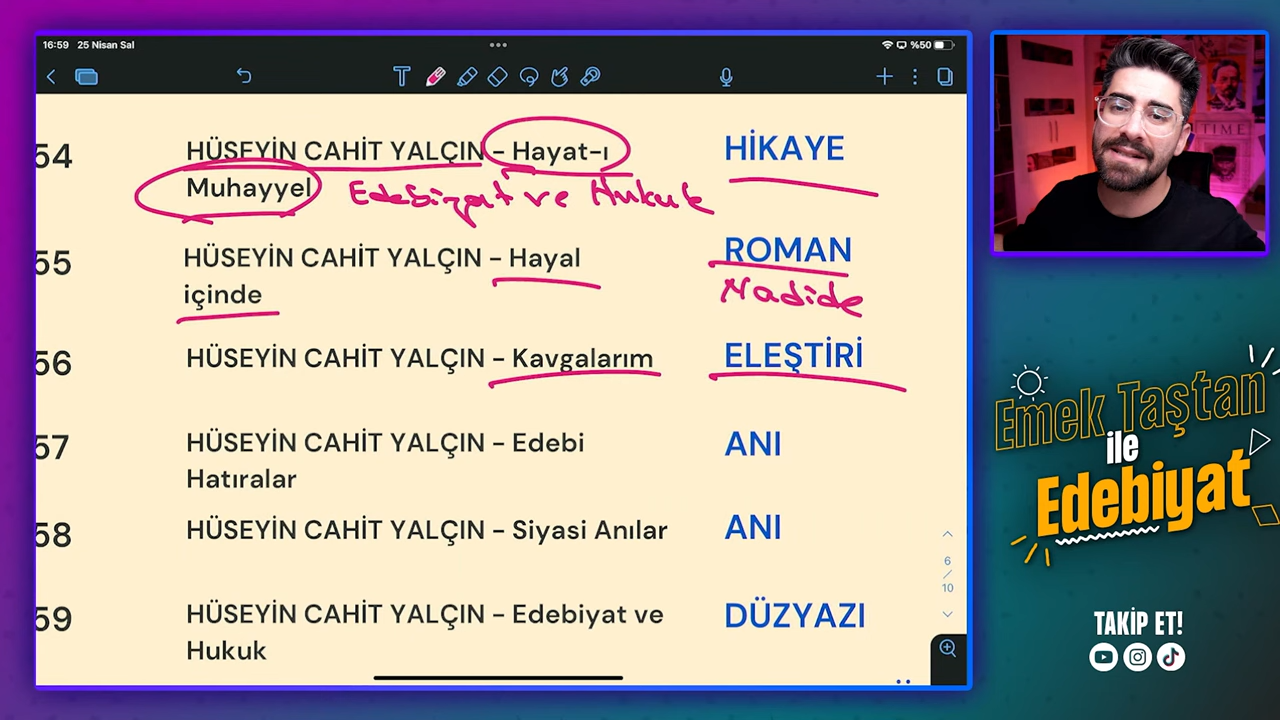 16:59 25 Nisan Sal
%50
54 HÜSEYİN CAHİT YALÇIN - Hayat-ı HİKAYE
Muhayyel Edebiyat ve Hukuk
55 HÜSEYİN CAHİT YALÇIN - Hayal ROMAN
içinde Nadide
56 HÜSEYİN CAHİT YALÇIN - Kavgalarım ELEŞTİRİ
57 HÜSEYİN CAHİT YALÇIN - Edebi ANI
Hatıralar
58 HÜSEYİN CAHİT YALÇIN - Siyasi Anılar ANI
59 HÜSEYİN CAHİT YALÇIN - Edebiyat ve DÜZYAZI
Hukuk
6
/
10
TIME
Emek Taştan
ile
Edebiyat
TAKİP ET!